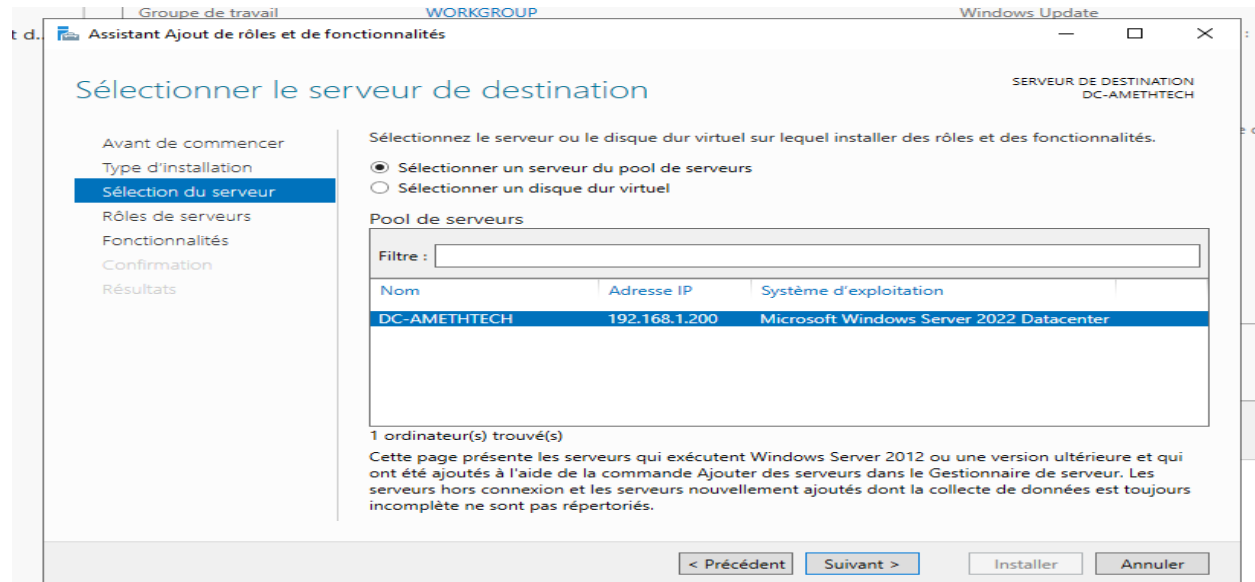 Groupe de travail WORKGROUP Windows Update
t d..
Assistant Ajout de rôles et de fonctionnalités
Sélectionner le serveur de destination
SERVEUR DE DESTINATION
DC-AMETHTECH
Avant de commencer
Type d'installation
Sélection du serveur
Rôles de serveurs
Fonctionnalités
Confirmation
Résultats
Sélectionnez le serveur ou le disque dur virtuel sur lequel installer des rôles et des fonctionnalités.
Sélectionner un serveur du pool de serveurs
Sélectionner un disque dur virtuel
Pool de serveurs
Filtre :
Nom Adresse IP Système d'exploitation
DC-AMETHTECH 192.168.1.200 Microsoft Windows Server 2022 Datacenter
1 ordinateur(s) trouvé(s)
Cette page présente les serveurs qui exécutent Windows Server 2012 ou une version ultérieure et qui
ont été ajoutés à l'aide de la commande Ajouter des serveurs dans le Gestionnaire de serveur. Les
serveurs hors connexion et les serveurs nouvellement ajoutés dont la collecte de données est toujours
incomplète ne sont pas répertoriés.
< Précédent Suivant > Installer Annuler